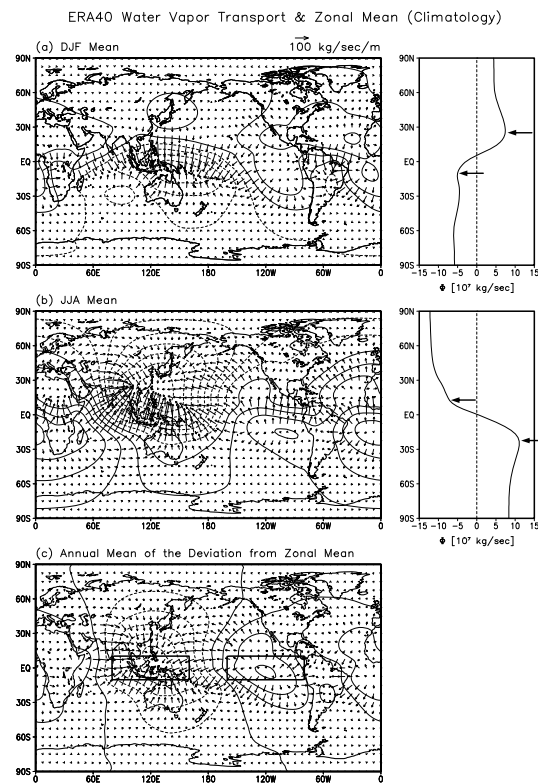 ERA40 Water Vapor Transport & Zonal Mean (Climatology)
(a) DJF Mean
100 kg/sec/m
90N
60N
30N
EQ
30S
60S
90S
0 60E 120E 180 120W 60W 0
90N
60N
30N
EQ
30S
60S
90S
-15 -10 -5 0 5 10 15
Φ [10⁷ kg/sec]
(b) JJA Mean
90N
60N
30N
EQ
30S
60S
90S
0 60E 120E 180 120W 60W 0
90N
60N
30N
EQ
30S
60S
90S
-15 -10 -5 0 5 10 15
Φ [10⁷ kg/sec]
(c) Annual Mean of the Deviation from Zonal Mean
90N
60N
30N
EQ
30S
60S
90S
0 60E 120E 180 120W 60W 0